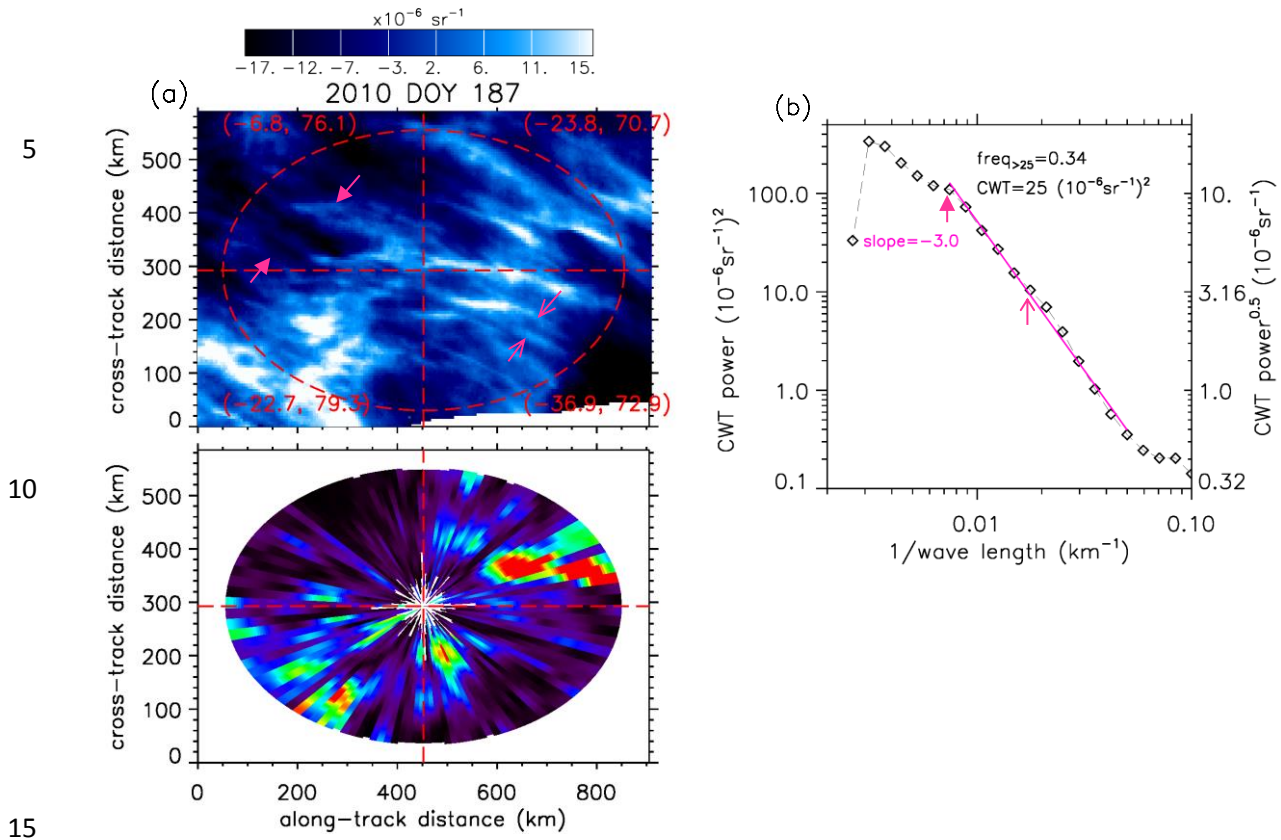 x10⁻⁶ sr⁻¹
−17. −12. −7. −3. 2. 6. 11. 15.
(a) 2010 DOY 187
(−6.8, 76.1) (−23.8, 70.7)
(−22.7, 79.3) (−36.9, 72.9)
cross−track distance (km)
500
400
300
200
100
0
cross−track distance (km)
500
400
300
200
100
0
0 200 400 600 800
along−track distance (km)
(b)
freq>25=0.34
CWT=25 (10⁻⁶sr⁻¹)²
slope=−3.0
CWT power (10⁻⁶sr⁻¹)²
100.0
10.0
1.0
0.1
10.
3.16
1.0
0.32
CWT power⁰·⁵ (10⁻⁶sr⁻¹)
0.01 0.10
1/wave length (km⁻¹)
5
10
15